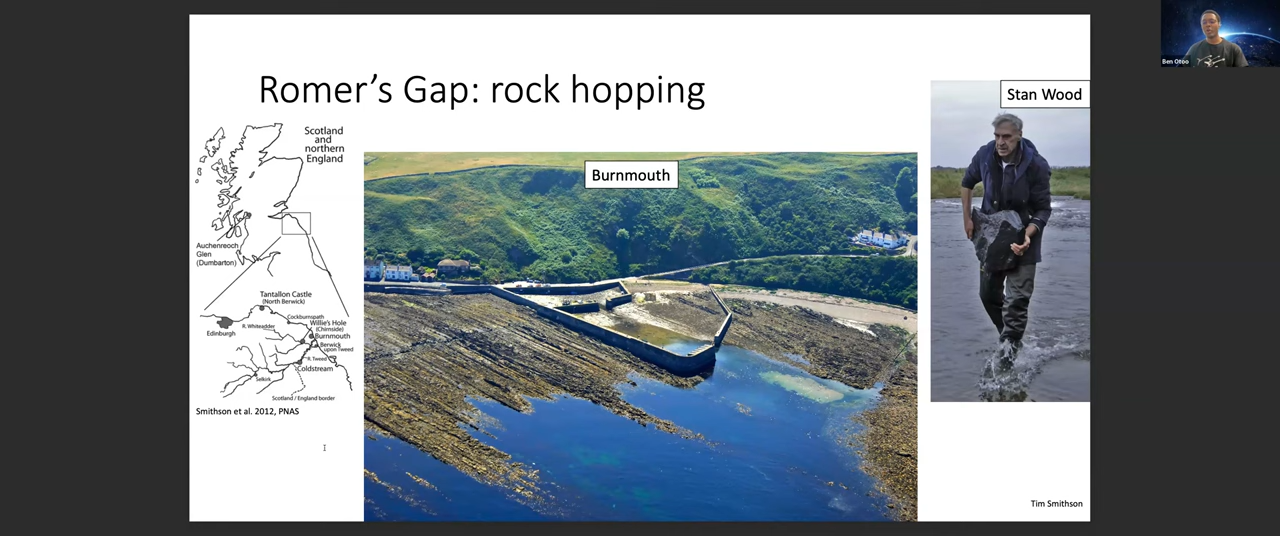 Romer's Gap: rock hopping
Scotland
and
northern
England
Auchenreoch
Glen
(Dumbarton)
Tantallon Castle
(North Berwick)
Cockburnspath
Edinburgh
R. Whiteadder
Willie's Hole
(Chirnside)
Burnmouth
Berwick
upon Tweed
R. Tweed
Coldstream
Selkirk
Scotland / England border
Smithson et al. 2012, PNAS
Burnmouth
Stan Wood
Tim Smithson
Ben Otoo